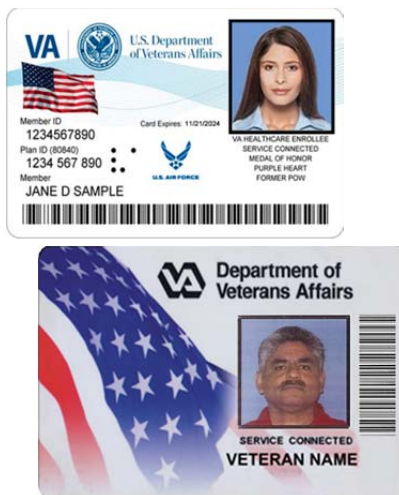 VA
U.S. Department
of Veterans Affairs
Member ID
1234567890
Card Expires: 11/21/2024
Plan ID (80840)
1234 567 890
Member
JANE D SAMPLE
U.S. AIR FORCE
VA HEALTHCARE ENROLLEE
SERVICE CONNECTED
MEDAL OF HONOR
PURPLE HEART
FORMER POW
VA
Department of
Veterans Affairs
SERVICE CONNECTED
VETERAN NAME